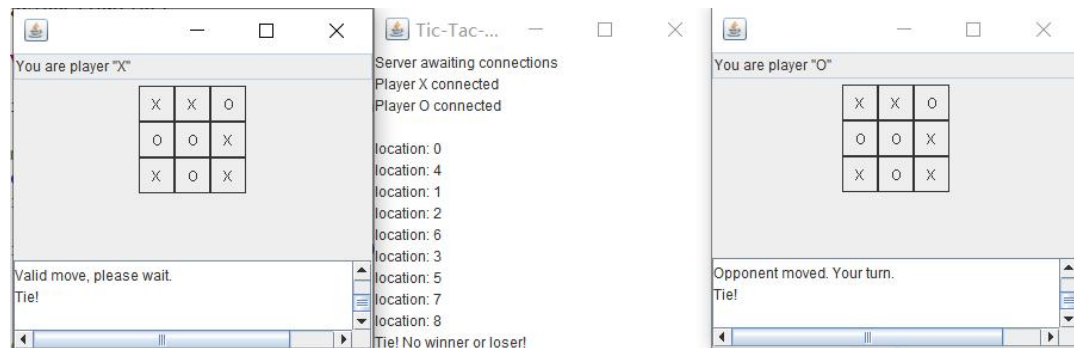 You are player "X"
X X O
O O X
X O X
Valid move, please wait.
Tie!
Tic-Tac-...
Server awaiting connections
Player X connected
Player O connected
location: 0
location: 4
location: 1
location: 2
location: 6
location: 3
location: 5
location: 7
location: 8
Tie! No winner or loser!
You are player "O"
X X O
O O X
X O X
Opponent moved. Your turn.
Tie!